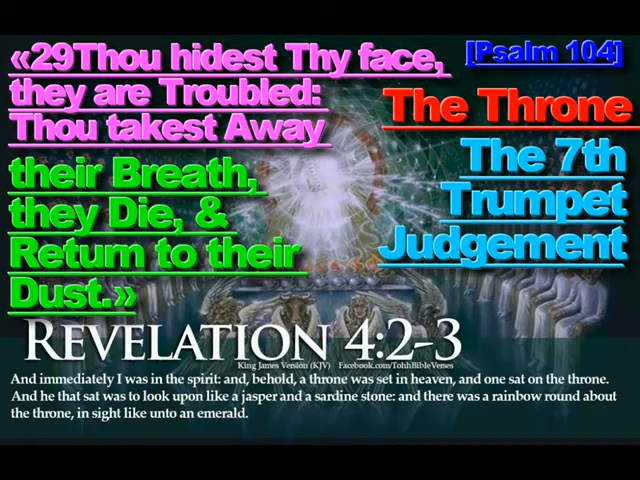 «29Thou hidest Thy face,
they are Troubled:
Thou takest Away
their Breath,
they Die, &
Return to their
Dust.»
[Psalm 104]
The Throne
The 7th
Trumpet
Judgement
REVELATION 4:2-3
King James Version (KJV) Facebook.com/TohhBibleVerses
And immediately I was in the spirit: and, behold, a throne was set in heaven, and one sat on the throne.
And he that sat was to look upon like a jasper and a sardine stone: and there was a rainbow round about
the throne, in sight like unto an emerald.